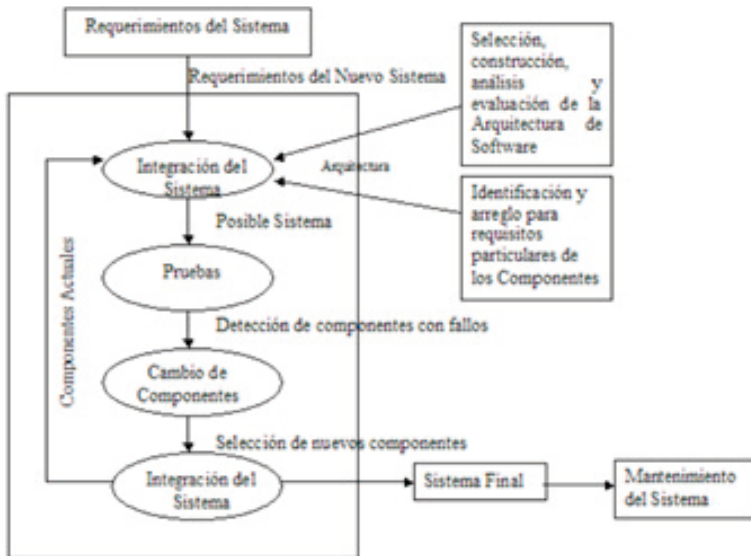 Requerimientos del Sistema
Selección,
construcción,
análisis y
evaluación de la
Arquitectura de
Software
Requerimientos del Nuevo Sistema
Integración del
Sistema
Arquitectura
Identificación y
arreglo para
requisitos
particulares de
los Componentes
Posible Sistema
Pruebas
Componentes Actuales
Detección de componentes con fallos
Cambio de
Componentes
Selección de nuevos componentes
Integración del
Sistema
Sistema Final
Mantenimiento
del Sistema